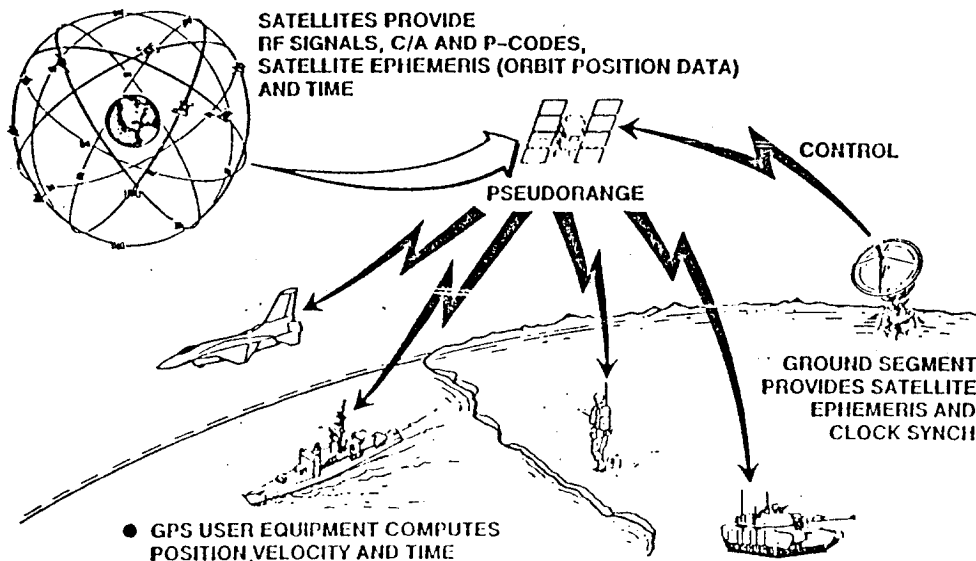 SATELLITES PROVIDE
RF SIGNALS, C/A AND P-CODES,
SATELLITE EPHEMERIS (ORBIT POSITION DATA)
AND TIME
CONTROL
PSEUDORANGE
GROUND SEGMENT
PROVIDES SATELLITE
EPHEMERIS AND
CLOCK SYNCH
● GPS USER EQUIPMENT COMPUTES
POSITION,VELOCITY AND TIME